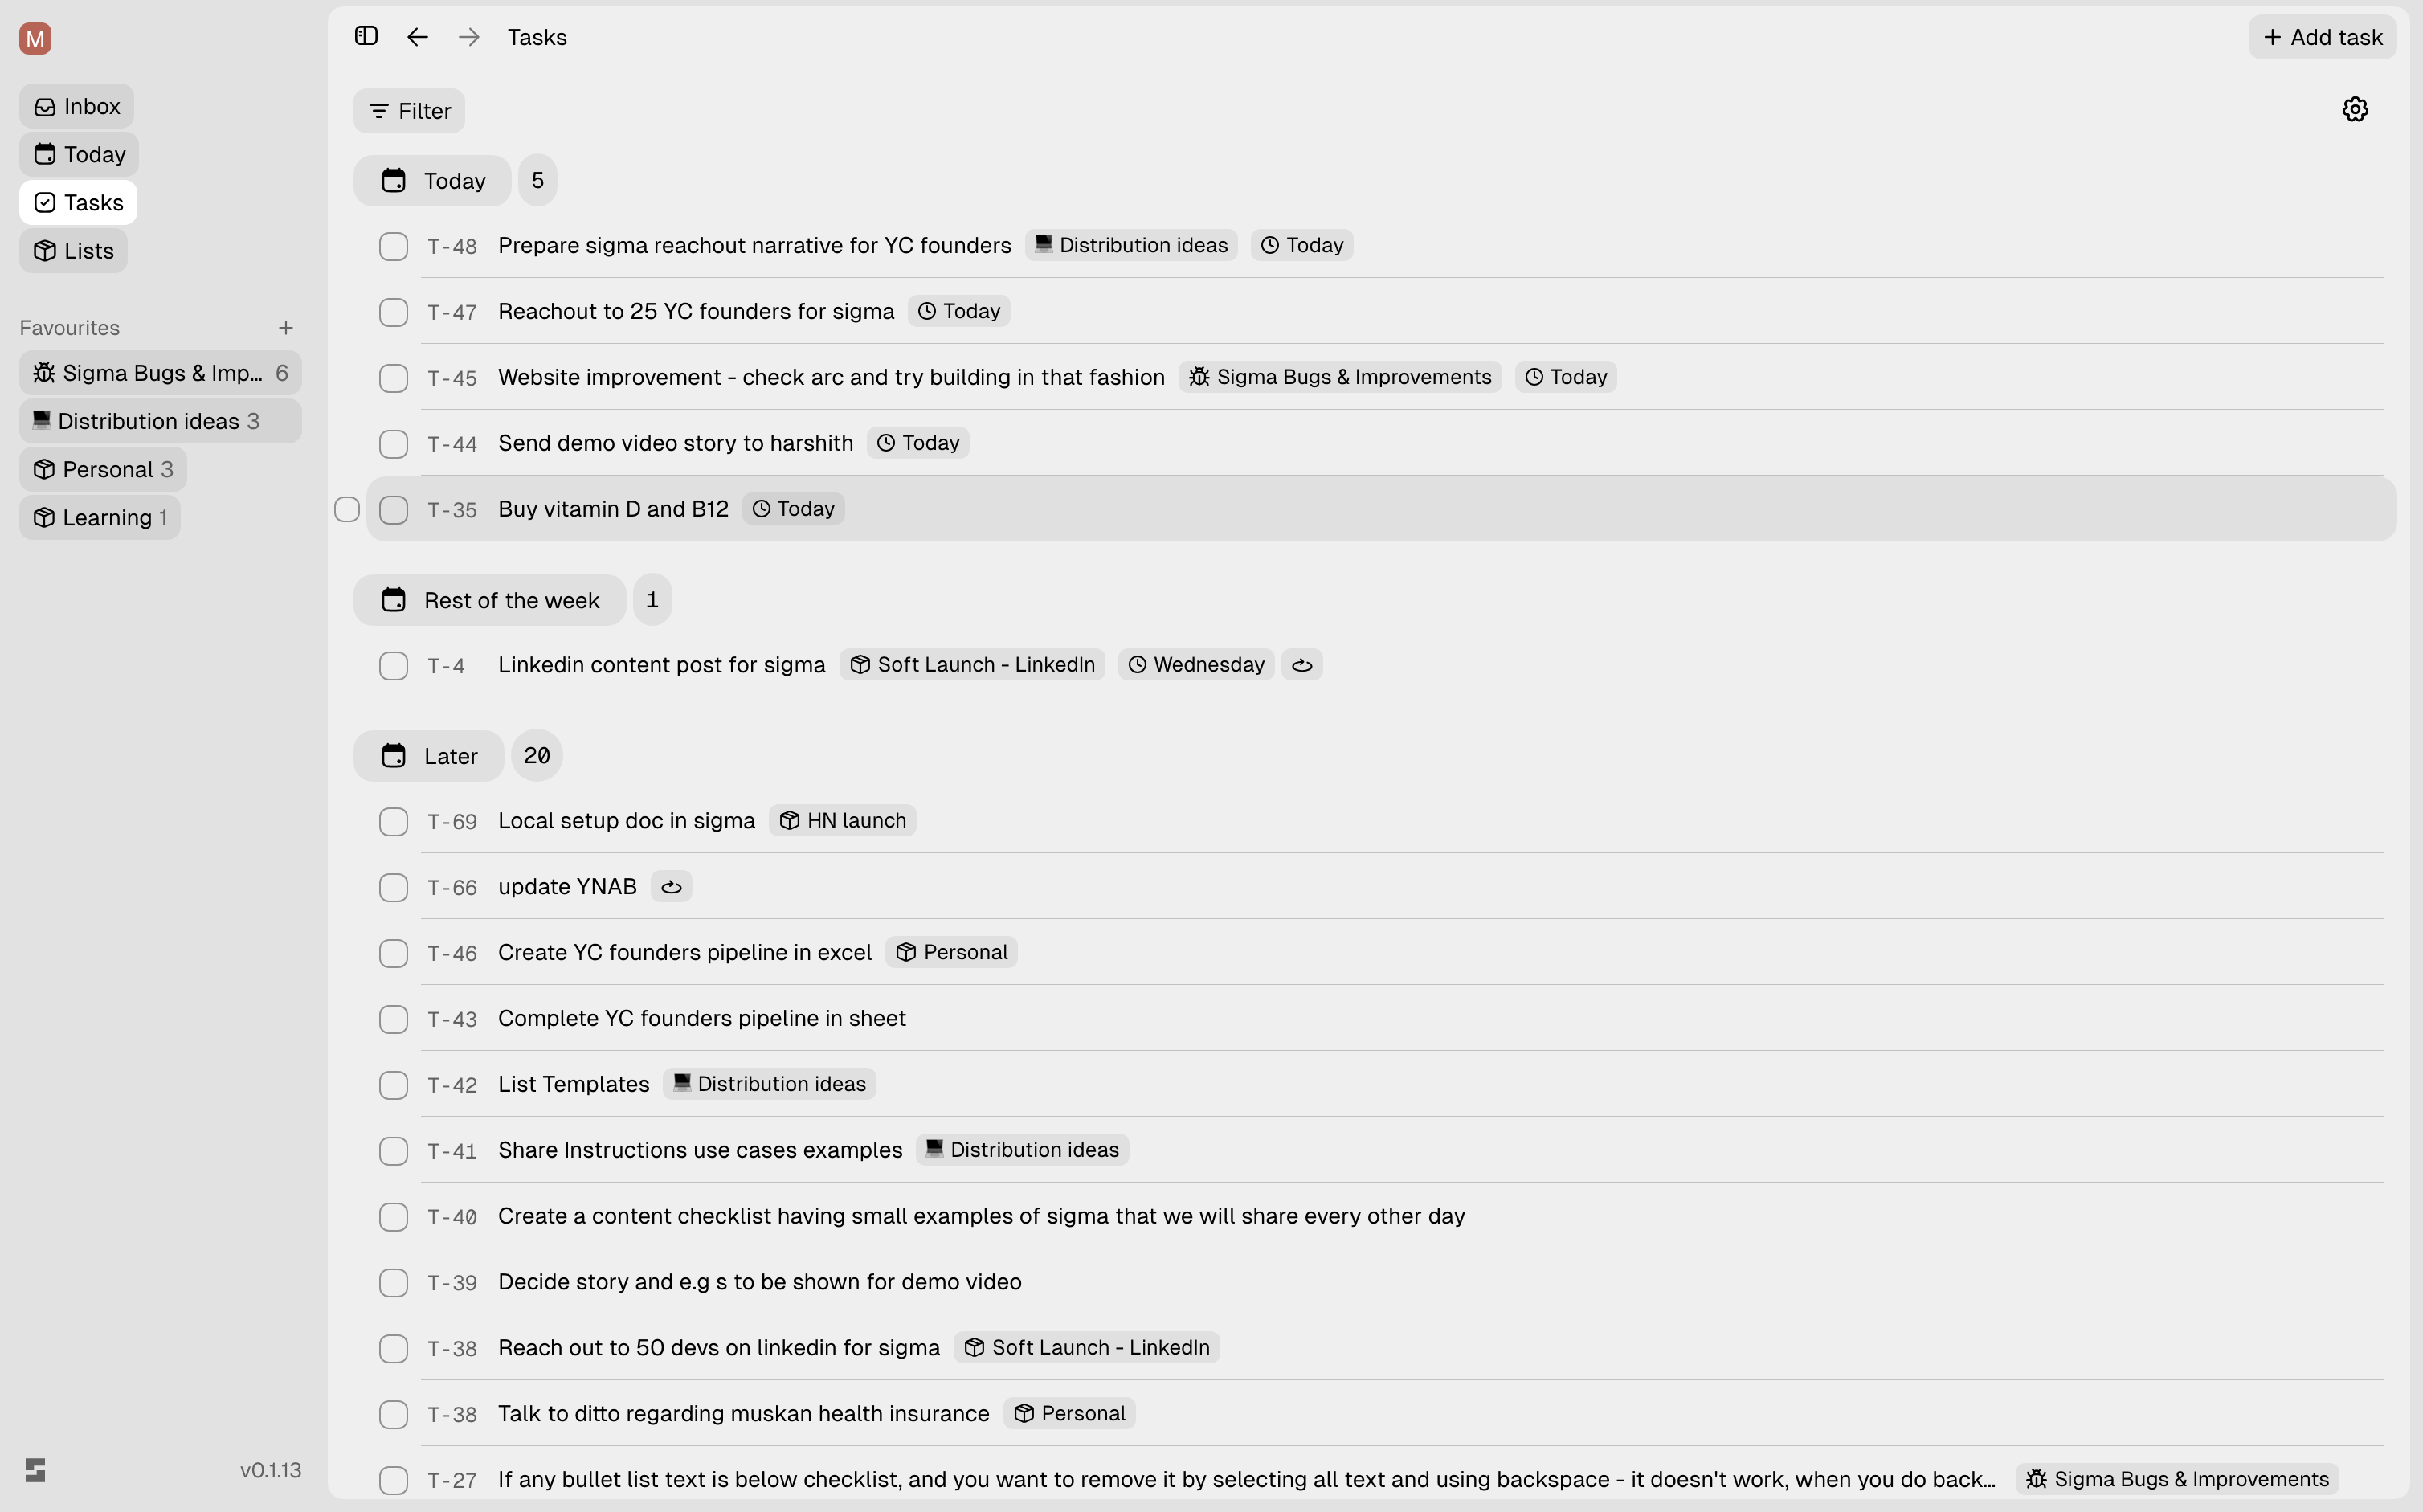 M
Tasks
+ Add task
Inbox
Today
Tasks
Lists
Favourites +
Sigma Bugs & Imp... 6
Distribution ideas 3
Personal 3
Learning 1
v0.1.13
Filter
Today 5
T-48 Prepare sigma reachout narrative for YC founders Distribution ideas Today
T-47 Reachout to 25 YC founders for sigma Today
T-45 Website improvement - check arc and try building in that fashion Sigma Bugs & Improvements Today
T-44 Send demo video story to harshith Today
T-35 Buy vitamin D and B12 Today
Rest of the week 1
T-4 Linkedin content post for sigma Soft Launch - LinkedIn Wednesday
Later 20
T-69 Local setup doc in sigma HN launch
T-66 update YNAB
T-46 Create YC founders pipeline in excel Personal
T-43 Complete YC founders pipeline in sheet
T-42 List Templates Distribution ideas
T-41 Share Instructions use cases examples Distribution ideas
T-40 Create a content checklist having small examples of sigma that we will share every other day
T-39 Decide story and e.g s to be shown for demo video
T-38 Reach out to 50 devs on linkedin for sigma Soft Launch - LinkedIn
T-38 Talk to ditto regarding muskan health insurance Personal
T-27 If any bullet list text is below checklist, and you want to remove it by selecting all text and using backspace - it doesn't work, when you do back... Sigma Bugs & Improvements